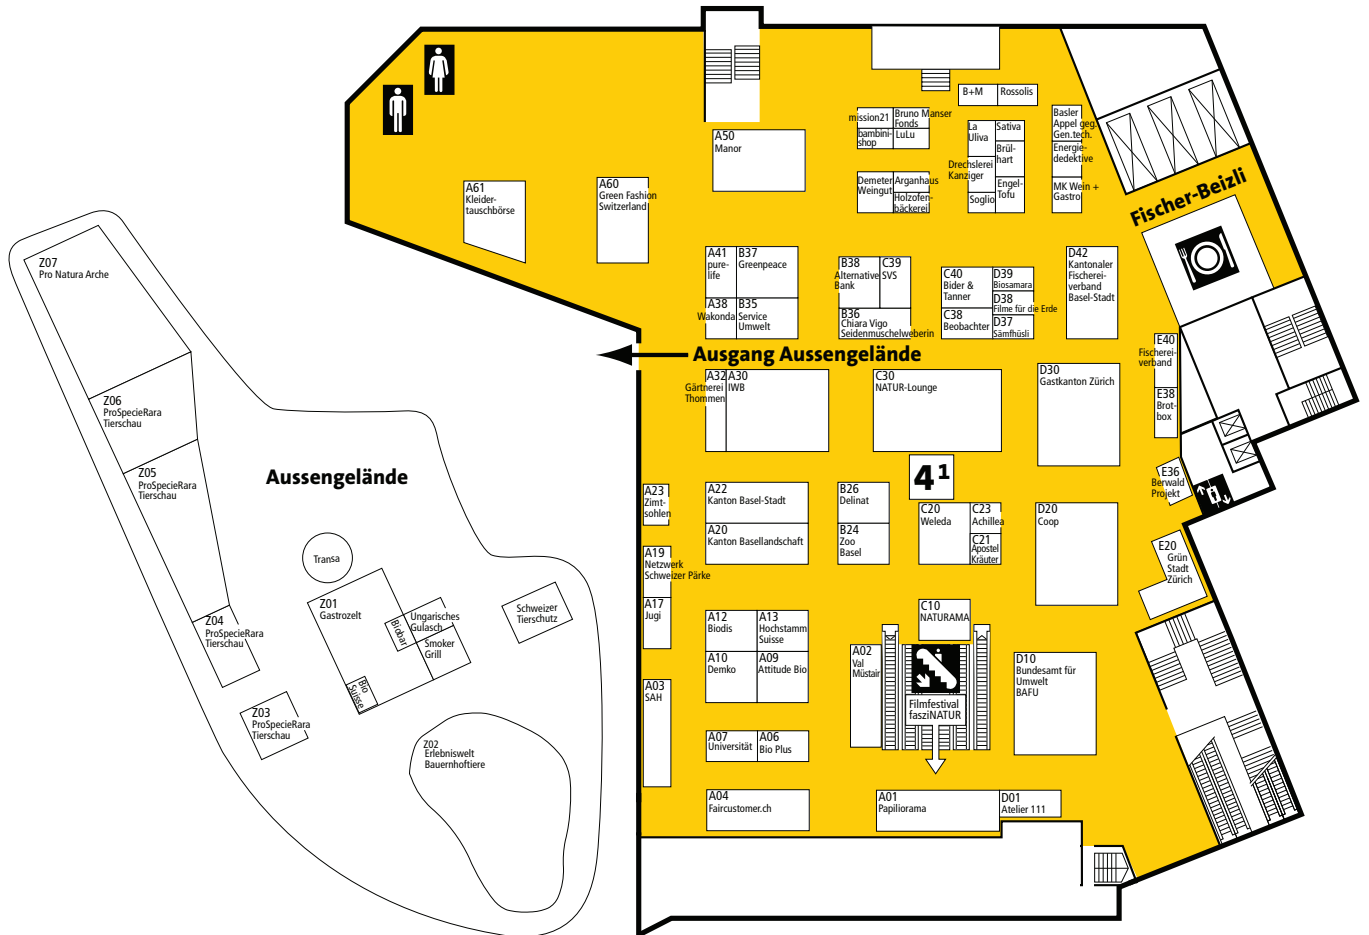 B+M
Rossolis
mission21
Bruno Manser
Fonds
bambini-
shop
LuLu
La
Uliva
Sativa
Brül-
hart
Drechslerei
Kanziger
Engel-
Tofu
Soglio
Basler
Appel geg.
Gen.tech.
Energie-
dedektive
MK Wein +
Gastro
Demeter
Weingut
Arganhaus
Holzofen-
bäckerei
A50
Manor
A61
Kleider-
tauschbörse
A60
Green Fashion
Switzerland
Fischer-Beizli
A41
pure-
life
B37
Greenpeace
A38
Wakonda
B35
Service
Umwelt
B38
Alternative
Bank
C39
SVS
B36
Chiara Vigo
Seidenmuschelweberin
C40
Bider &
Tanner
D39
Biosamara
D38
Filme für die Erde
C38
Beobachter
D37
Sämfhüsli
D42
Kantonaler
Fischerei-
verband
Basel-Stadt
E40
Fischerei-
verband
E38
Brot-
box
Ausgang Aussengelände
A32
Gärtnerei
Thommen
A30
IWB
C30
NATUR-Lounge
D30
Gastkanton Zürich
4¹
E36
Berwald
Projekt
A23
Zimt-
sohlen
A22
Kanton Basel-Stadt
A20
Kanton Basellandschaft
B26
Delinat
B24
Zoo
Basel
C20
Weleda
C23
Achillea
C21
Apostel
Kräuter
D20
Coop
E20
Grün
Stadt
Zürich
A19
Netzwerk
Schweizer Pärke
A17
Jugi
A12
Biodis
A13
Hochstamm
Suisse
A10
Demko
A09
Attitude Bio
C10
NATURAMA
A02
Val
Müstair
Filmfestival
fasziNATUR
D10
Bundesamt für
Umwelt
BAFU
A03
SAH
A07
Universität
A06
Bio Plus
A04
Faircustomer.ch
A01
Papiliorama
D01
Atelier 111
Z07
Pro Natura Arche
Z06
ProSpecieRara
Tierschau
Z05
ProSpecieRara
Tierschau
Aussengelände
Transa
Z01
Gastrozelt
Biobar
Ungarisches
Gulasch
Smoker
Grill
Bio
Suisse
Schweizer
Tierschutz
Z04
ProSpecieRara
Tierschau
Z03
ProSpecieRara
Tierschau
Z02
Erlebniswelt
Bauernhoftiere